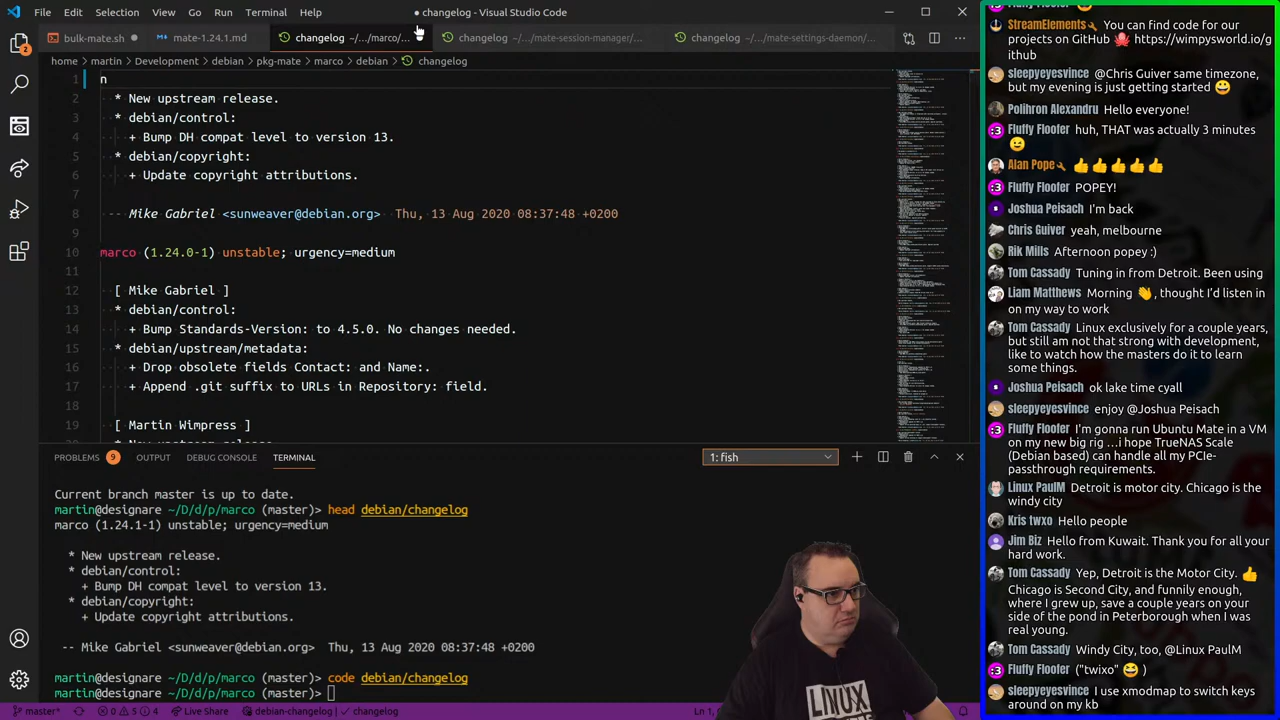 File Edit Selection View Go Run Terminal Help
● changelog - Visual Studio Code
bulk-mate.sh ● mate-1.24.1.md changelog ~/.../marco/... changelog ~/.../mate-session-manager/... changelog ~/.../mate-settings-daemon/...
2
home > martin > Development > debian > pkg-mate > marco > debian > changelog
1 n
2 * New upstream release.
3 * debian/control:
4 + Bump DH compat level to version 13.
5 * debian/copyright:
6 + Update copyright attributions.
7
8 -- Mike Gabriel <sunweaver@debian.org> Thu, 13 Aug 2020 08:37:48 +0200
9
10 marco (1.24.0-1) unstable; urgency=medium
11
12 [ Mike Gabriel ]
13 * debian/control:
14 + Bump Standards-Version: to 4.5.0. No changes needed.
15 * debian/upstream/metadata:
16 + Drop obsolete fields Contact: and Name:.
17 + Append .git suffix to URLs in Repository: field.
18
19 [ Martin Wimpress ]
PROBLEMS 9 OUTPUT DEBUG CONSOLE TERMINAL 1: fish
Current branch master is up to date.
martin@designare ~/D/d/p/marco (master)> head debian/changelog
marco (1.24.1-1) unstable; urgency=medium
* New upstream release.
* debian/control:
+ Bump DH compat level to version 13.
* debian/copyright:
+ Update copyright attributions.
-- Mike Gabriel <sunweaver@debian.org> Thu, 13 Aug 2020 08:37:48 +0200
martin@designare ~/D/d/p/marco (master)> code debian/changelog
martin@designare ~/D/d/p/marco (master)>
master* 0 5 4 Live Share debian-changelog ✓ changelog Ln 1,
LINUX
StreamElements You can find code for our
projects on GitHub 🐙 https://wimpysworld.io/g
ithub
sleepyeyesvince @Chris Guiver same timezone,
but my evening is just getting started 😀
Polihron Alexandru Hello everyone!
Fluffy Floofer huh, THAT was actually 3 minutes
😉
Alan Pope 👍👍👍👍👍
Fluffy Floofer POPEY!
Joshua Peisach I'm back
Chris Guiver yeah, melbourne
Rik Mills Afternoon popey :)
Tom Cassady Tuning in from Detroit. Been using
Liam Matthews Morning 👋, thought I'd listen in
on my way to work
Tom Cassady Linux exclusively for a couple years,
but still am not that strong with development,
like to watch how the masters do it to learn
some things.
Joshua Peisach ok lake time cyall
sleepyeyesvince enjoy @Joshua Peisach
Fluffy Floofer I'm gonna run Ubuntu Mate in a VM
on my new big rig ...i hope TrueNAS Scale
(Debian based) can handle all my PCIe-
passthrough requirements.
Linux PaulM Detroit is motor city. Chicago is the
windy city
Kris twxo Hello people
Jim Biz Hello from Kuwait. Thank you for all your
hard work.
Tom Cassady Yep, Detroit is the Motor City. 👍
Chicago is Second City, and funnily enough,
where I grew up, save a couple years on your
side of the pond in Peterborough when I was
real young.
Tom Cassady Windy City, too, @Linux PaulM
Fluffy Floofer ("twixo" 😆 )
sleepyeyesvince I use xmodmap to switch keys
around on my kb